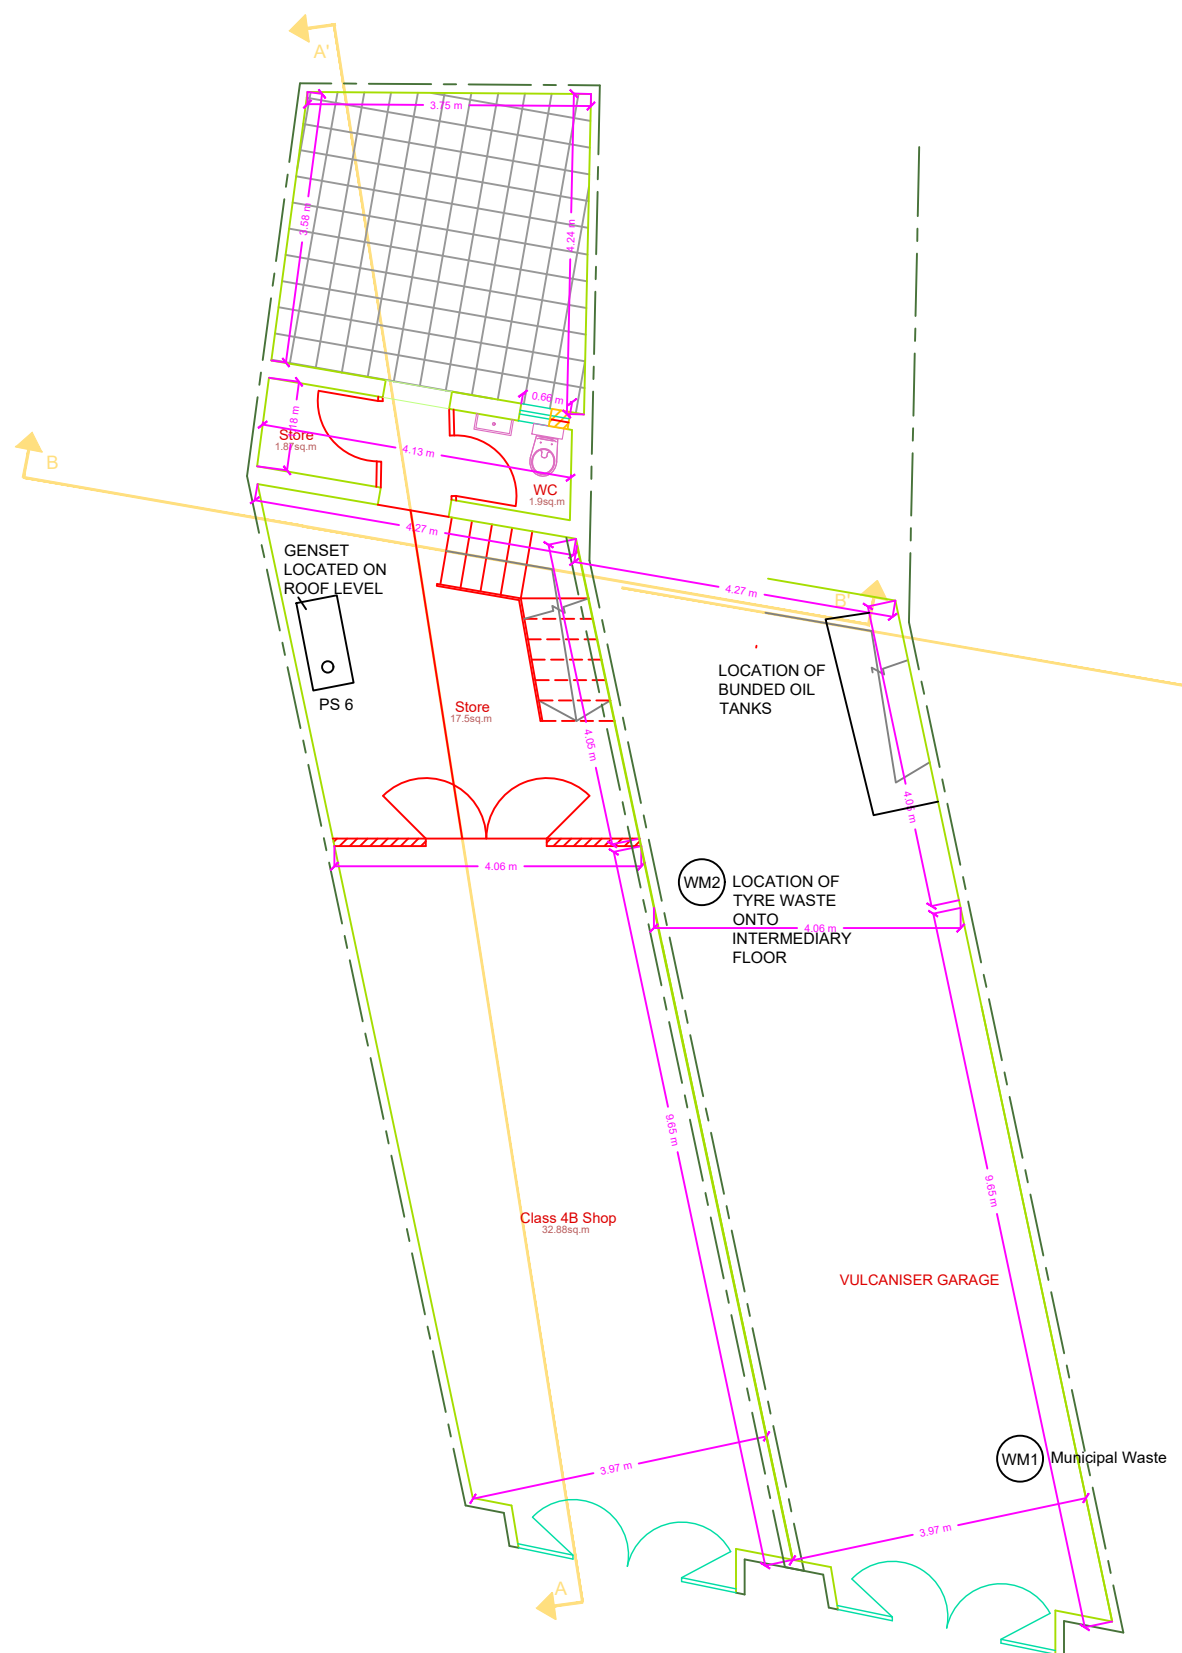 A'
3.75 m
3.58 m
4.24 m
0.66 m
Store
1.87sq.m
4.13 m
WC
1.9sq.m
B
4.27 m
GENSET
LOCATED ON
ROOF LEVEL
4.27 m
B'
PS 6
Store
17.5sq.m
LOCATION OF
BUNDED OIL
TANKS
4.05 m
4.05 m
4.06 m
WM2
LOCATION OF
TYRE WASTE
ONTO
INTERMEDIARY
FLOOR
4.06 m
9.65 m
9.65 m
Class 4B Shop
32.88sq.m
VULCANISER GARAGE
WM1
Municipal Waste
3.97 m
3.97 m
A